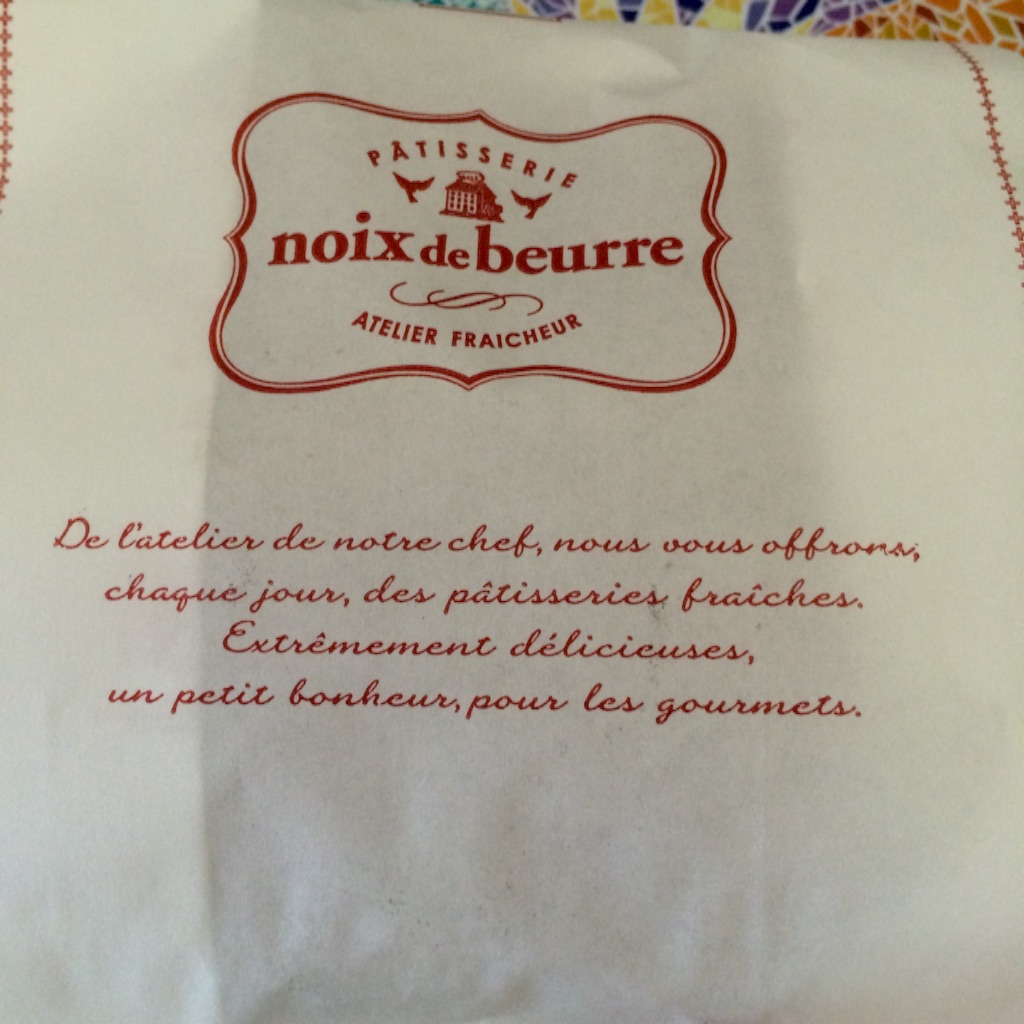 PÂTISSERIE
noix de beurre
ATELIER FRAICHEUR
De l'atelier de notre chef, nous vous offrons,
chaque jour, des pâtisseries fraîches.
Extrêmement délicieuses,
un petit bonheur, pour les gourmets.